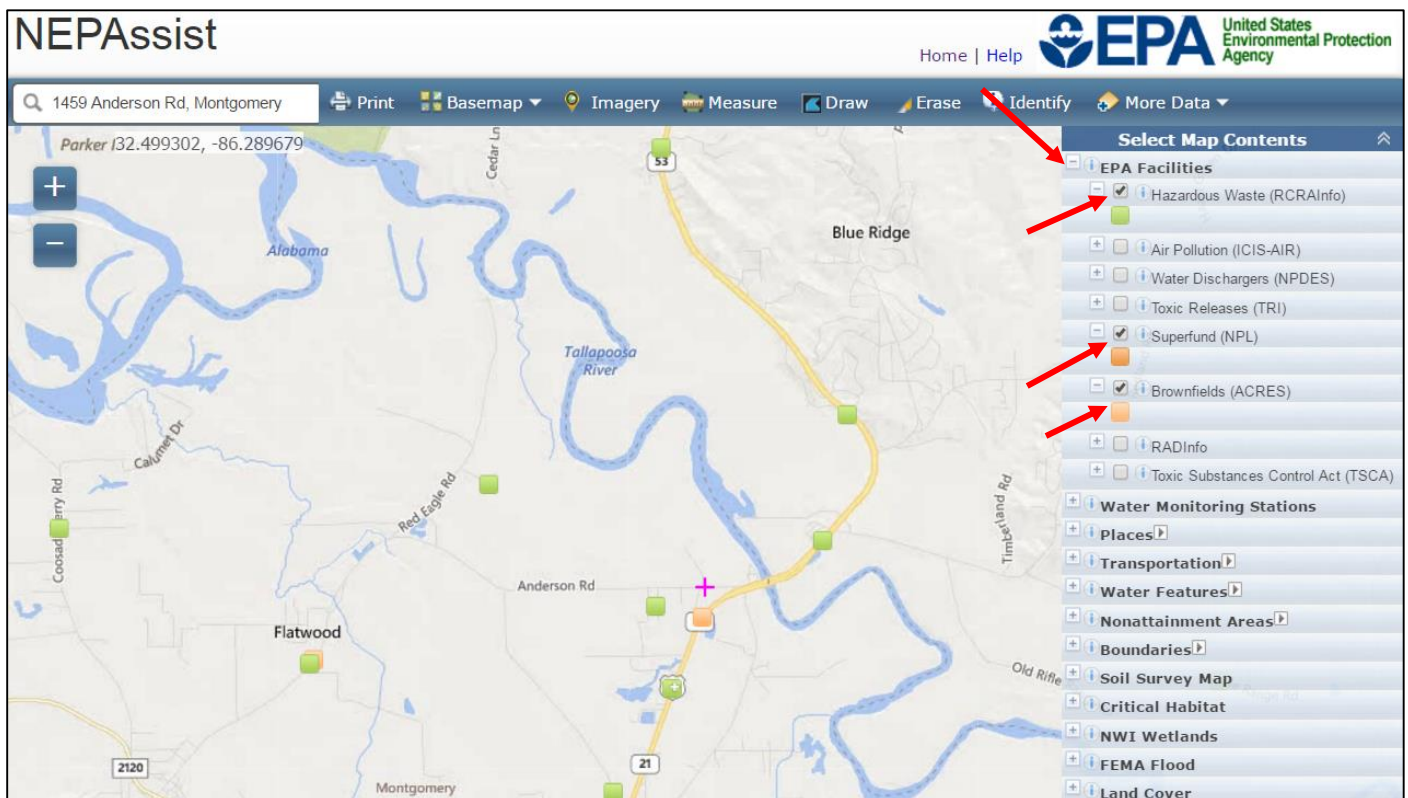 NEPAssist
Home | Help
EPA
United States
Environmental Protection
Agency
1459 Anderson Rd, Montgomery
Print
Basemap
Imagery
Measure
Draw
Erase
Identify
More Data
Parker
32.499302, -86.289679
+
−
Cedar Ln
53
Blue Ridge
Alabama
Tallapoosa
River
Calumet Dr
Red Eagle Rd
Coosad erry Rd
Timberland Rd
Anderson Rd
Flatwood
Old Rifle
21
2120
Montgomery
Select Map Contents
EPA Facilities
Hazardous Waste (RCRAInfo)
Air Pollution (ICIS-AIR)
Water Dischargers (NPDES)
Toxic Releases (TRI)
Superfund (NPL)
Brownfields (ACRES)
RADInfo
Toxic Substances Control Act (TSCA)
Water Monitoring Stations
Places
Transportation
Water Features
Nonattainment Areas
Boundaries
Soil Survey Map
Critical Habitat
NWI Wetlands
FEMA Flood
Land Cover